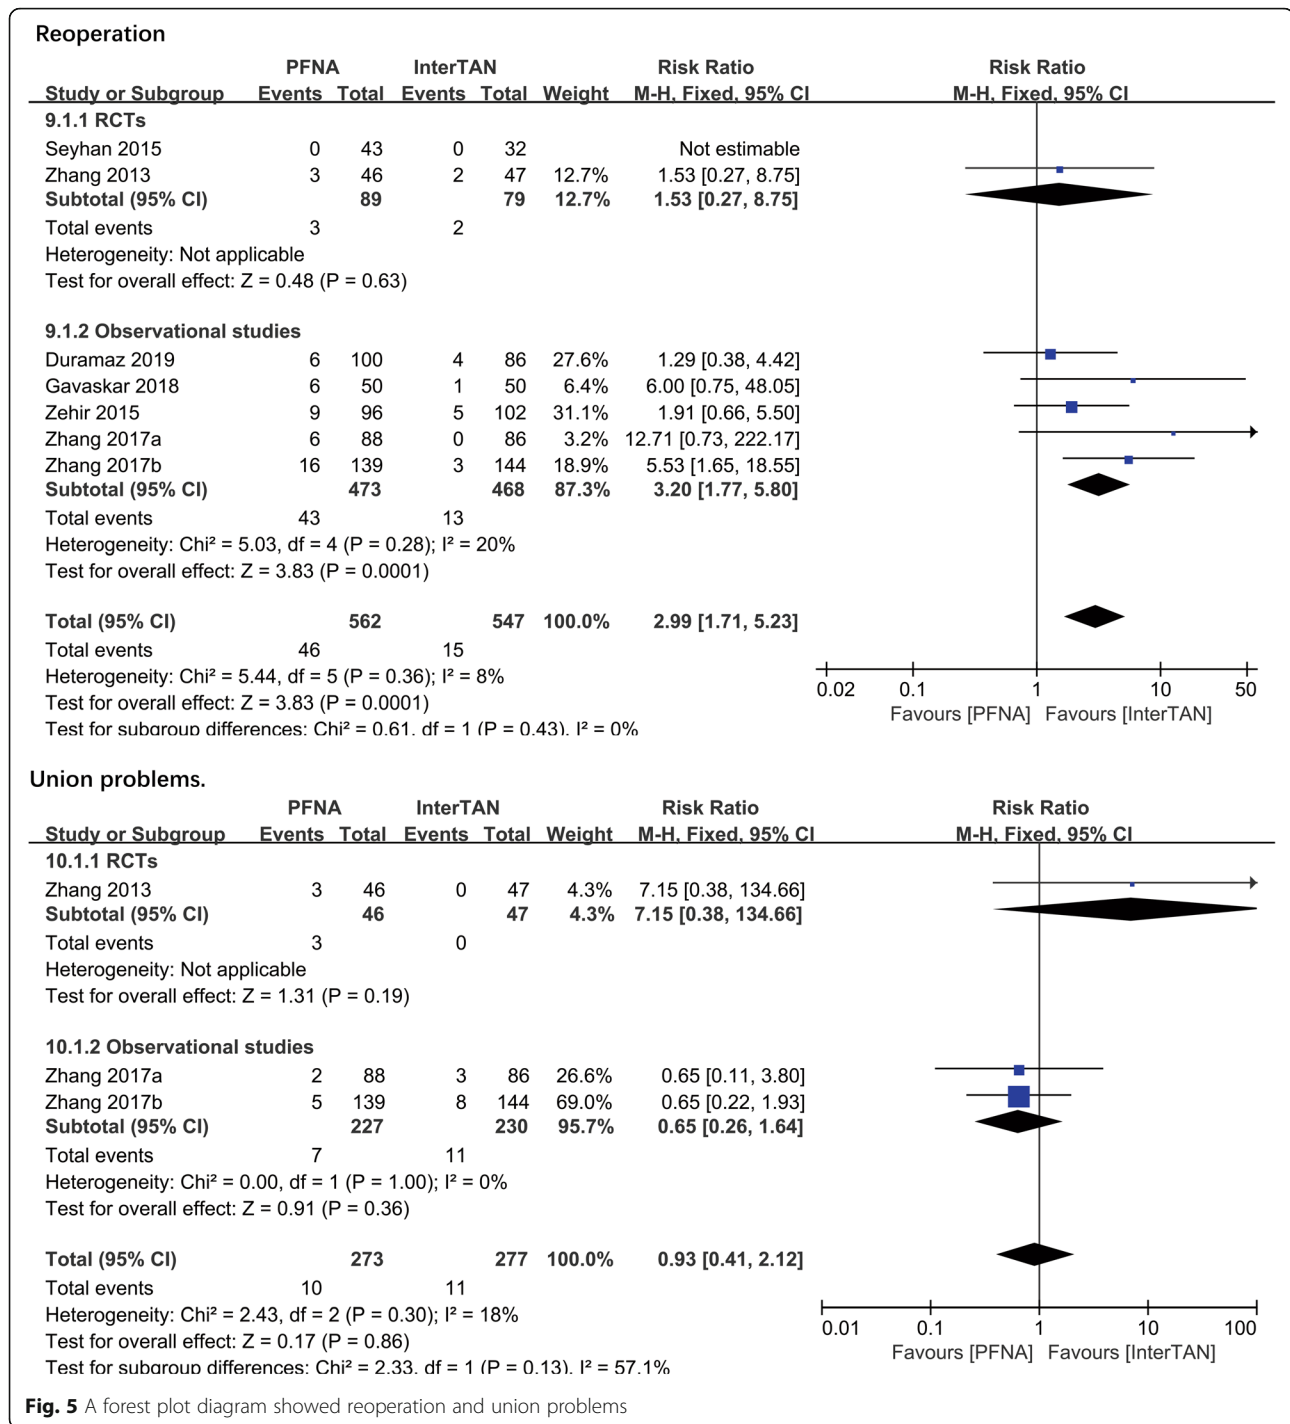 Reoperation
PFNA InterTAN Risk Ratio Risk Ratio
Study or Subgroup Events Total Events Total Weight M-H, Fixed, 95% CI M-H, Fixed, 95% CI
9.1.1 RCTs
Seyhan 2015 0 43 0 32 Not estimable
Zhang 2013 3 46 2 47 12.7% 1.53 [0.27, 8.75]
Subtotal (95% CI) 89 79 12.7% 1.53 [0.27, 8.75]
Total events 3 2
Heterogeneity: Not applicable
Test for overall effect: Z = 0.48 (P = 0.63)
9.1.2 Observational studies
Duramaz 2019 6 100 4 86 27.6% 1.29 [0.38, 4.42]
Gavaskar 2018 6 50 1 50 6.4% 6.00 [0.75, 48.05]
Zehir 2015 9 96 5 102 31.1% 1.91 [0.66, 5.50]
Zhang 2017a 6 88 0 86 3.2% 12.71 [0.73, 222.17]
Zhang 2017b 16 139 3 144 18.9% 5.53 [1.65, 18.55]
Subtotal (95% CI) 473 468 87.3% 3.20 [1.77, 5.80]
Total events 43 13
Heterogeneity: Chi² = 5.03, df = 4 (P = 0.28); I² = 20%
Test for overall effect: Z = 3.83 (P = 0.0001)
Total (95% CI) 562 547 100.0% 2.99 [1.71, 5.23]
Total events 46 15
Heterogeneity: Chi² = 5.44, df = 5 (P = 0.36); I² = 8%
Test for overall effect: Z = 3.83 (P = 0.0001)
Test for subgroup differences: Chi² = 0.61, df = 1 (P = 0.43), I² = 0%
0.02 0.1 1 10 50
Favours [PFNA] Favours [InterTAN]
Union problems.
PFNA InterTAN Risk Ratio Risk Ratio
Study or Subgroup Events Total Events Total Weight M-H, Fixed, 95% CI M-H, Fixed, 95% CI
10.1.1 RCTs
Zhang 2013 3 46 0 47 4.3% 7.15 [0.38, 134.66]
Subtotal (95% CI) 46 47 4.3% 7.15 [0.38, 134.66]
Total events 3 0
Heterogeneity: Not applicable
Test for overall effect: Z = 1.31 (P = 0.19)
10.1.2 Observational studies
Zhang 2017a 2 88 3 86 26.6% 0.65 [0.11, 3.80]
Zhang 2017b 5 139 8 144 69.0% 0.65 [0.22, 1.93]
Subtotal (95% CI) 227 230 95.7% 0.65 [0.26, 1.64]
Total events 7 11
Heterogeneity: Chi² = 0.00, df = 1 (P = 1.00); I² = 0%
Test for overall effect: Z = 0.91 (P = 0.36)
Total (95% CI) 273 277 100.0% 0.93 [0.41, 2.12]
Total events 10 11
Heterogeneity: Chi² = 2.43, df = 2 (P = 0.30); I² = 18%
Test for overall effect: Z = 0.17 (P = 0.86)
Test for subgroup differences: Chi² = 2.33, df = 1 (P = 0.13), I² = 57.1%
0.01 0.1 1 10 100
Favours [PFNA] Favours [InterTAN]
Fig. 5 A forest plot diagram showed reoperation and union problems